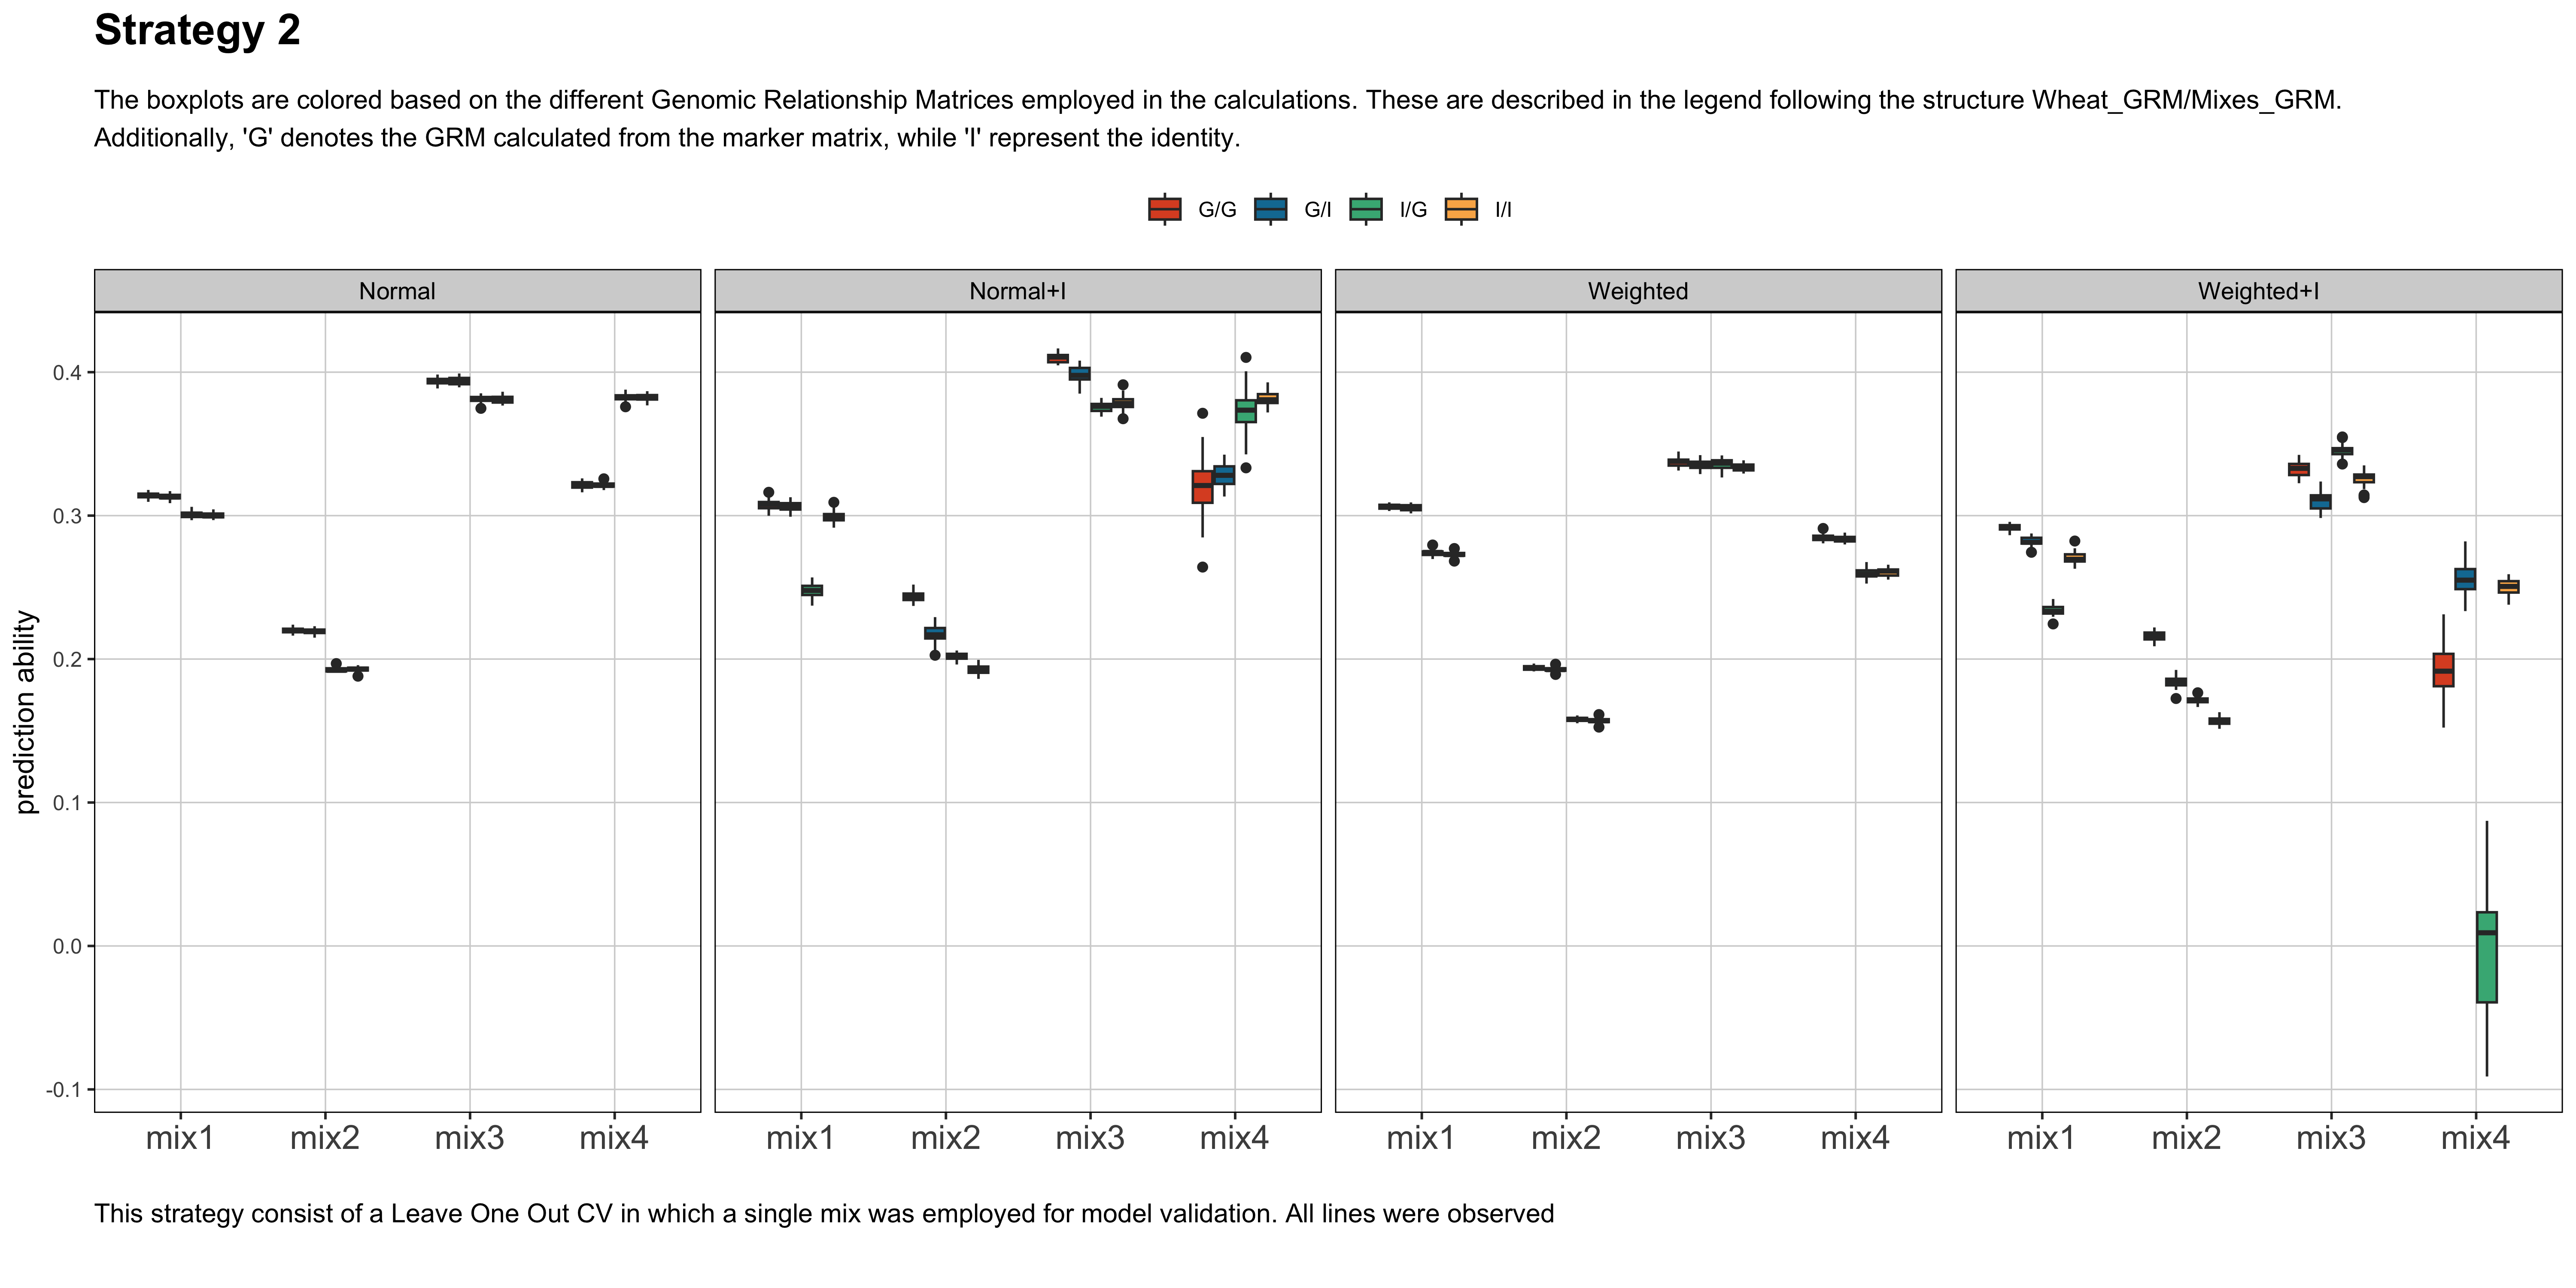 Strategy 2
The boxplots are colored based on the different Genomic Relationship Matrices employed in the calculations. These are described in the legend following the structure Wheat_GRM/Mixes_GRM.
Additionally, 'G' denotes the GRM calculated from the marker matrix, while 'I' represent the identity.
G/G G/I I/G I/I
Normal Normal+I Weighted Weighted+I
prediction ability
0.4
0.3
0.2
0.1
0.0
-0.1
mix1 mix2 mix3 mix4 mix1 mix2 mix3 mix4 mix1 mix2 mix3 mix4 mix1 mix2 mix3 mix4
This strategy consist of a Leave One Out CV in which a single mix was employed for model validation. All lines were observed